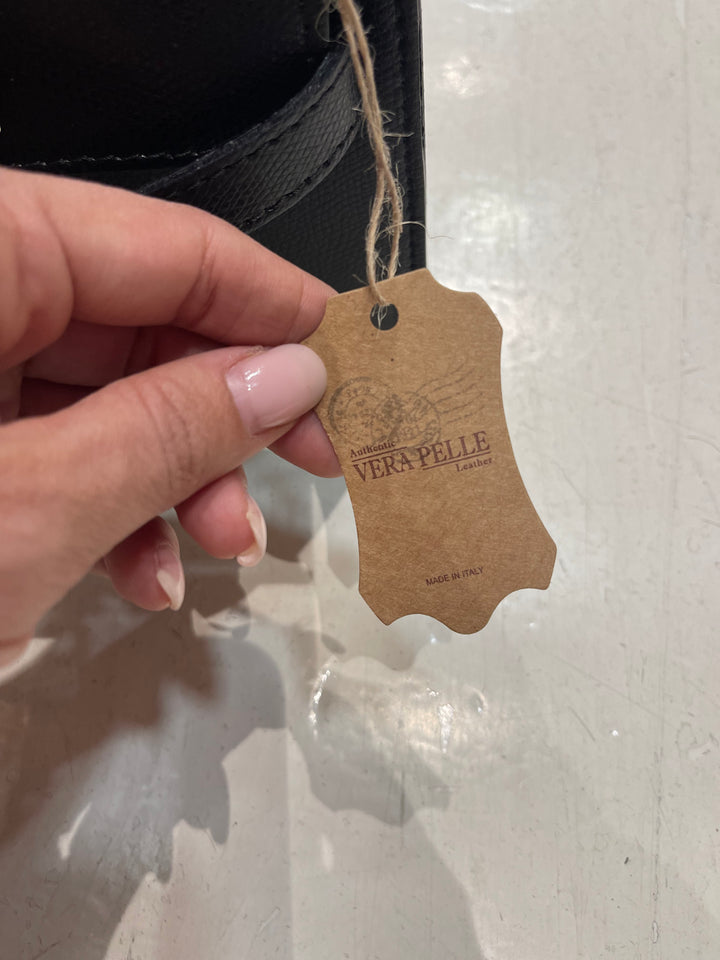 Authentic
VERA PELLE
Leather
MADE IN ITALY